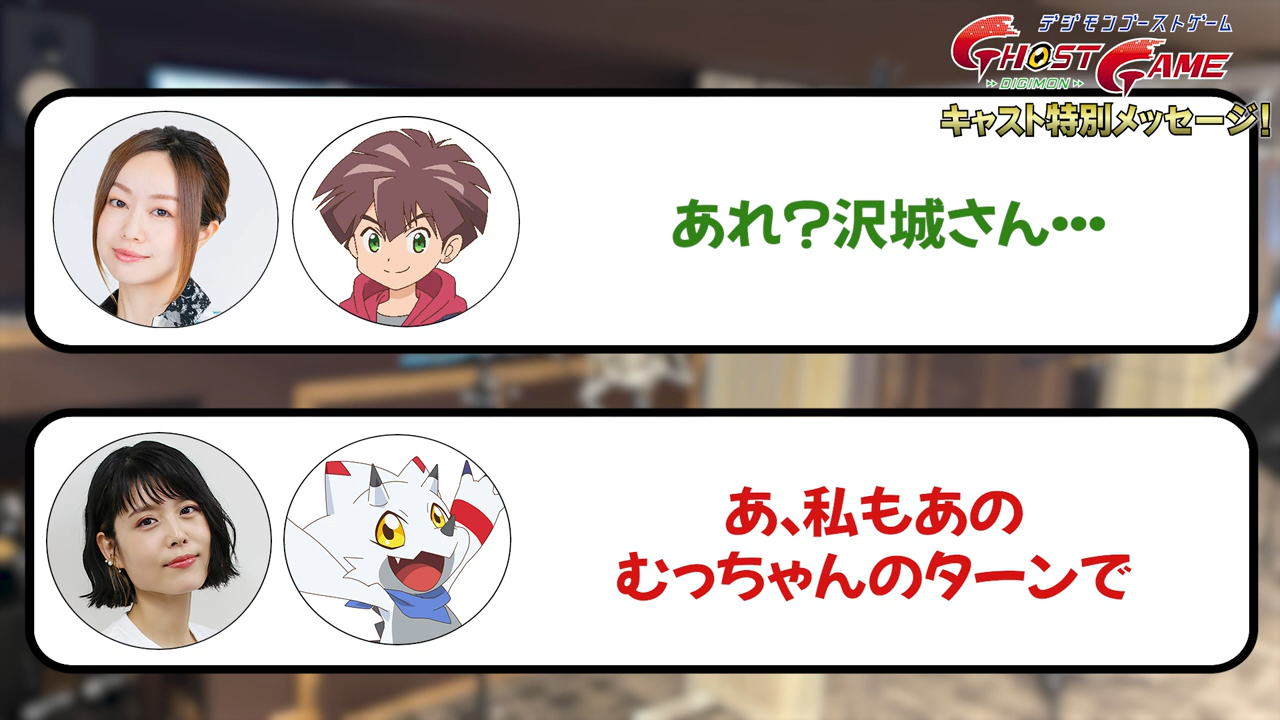 デジモンゴーストゲーム
GHOST GAME
DIGIMON
キャスト特別メッセージ!
あれ?沢城さん・・・
あ、私もあの
むっちゃんのターンで